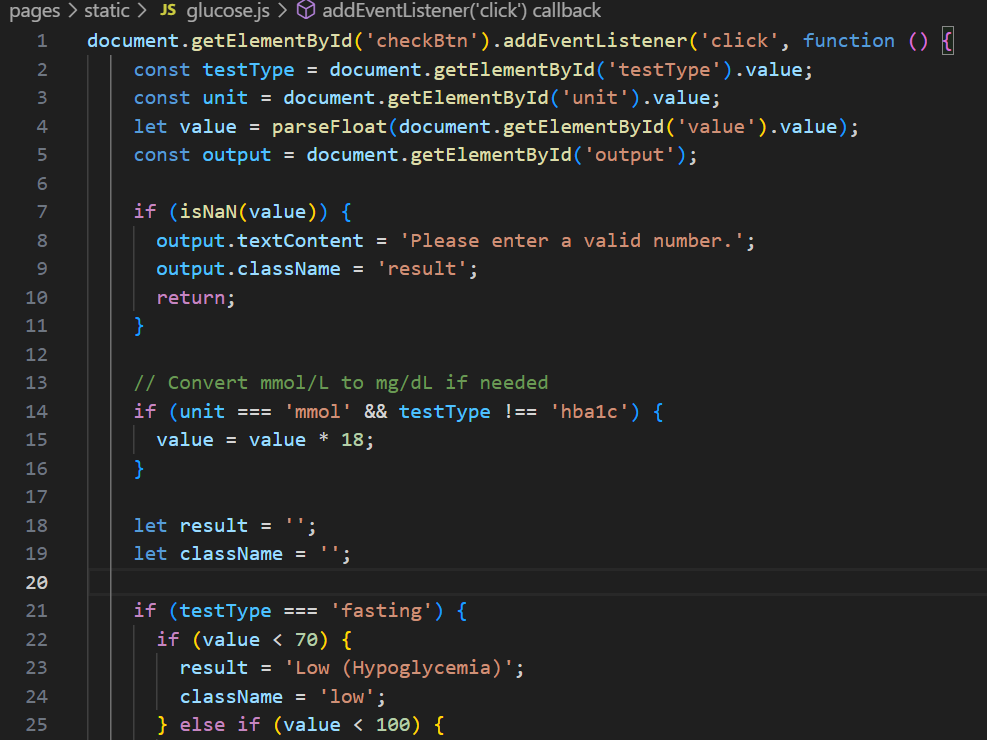 pages > static > JS glucose.js > addEventListener('click') callback
1 document.getElementById('checkBtn').addEventListener('click', function () {
2 const testType = document.getElementById('testType').value;
3 const unit = document.getElementById('unit').value;
4 let value = parseFloat(document.getElementById('value').value);
5 const output = document.getElementById('output');
6
7 if (isNaN(value)) {
8 output.textContent = 'Please enter a valid number.';
9 output.className = 'result';
10 return;
11 }
12
13 // Convert mmol/L to mg/dL if needed
14 if (unit === 'mmol' && testType !== 'hba1c') {
15 value = value * 18;
16 }
17
18 let result = '';
19 let className = '';
20
21 if (testType === 'fasting') {
22 if (value < 70) {
23 result = 'Low (Hypoglycemia)';
24 className = 'low';
25 } else if (value < 100) {